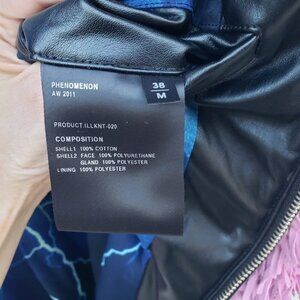 PHENOMENON
AW 2011
38
M
PRODUCT.ILLKNT-020
COMPOSITION
SHELL1 100% COTTON
SHELL2 FACE 100% POLYURETHANE
GLAND 100% POLYESTER
LINING 100% POLYESTER